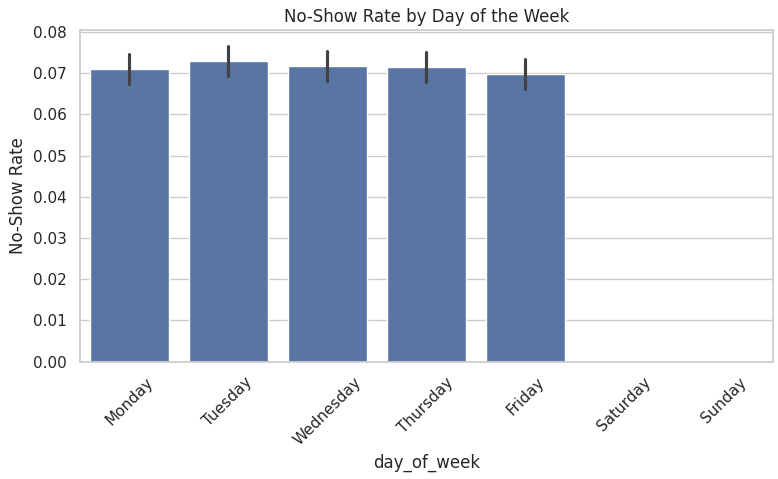 No-Show Rate by Day of the Week
No-Show Rate
0.08
0.07
0.06
0.05
0.04
0.03
0.02
0.01
0.00
Monday
Tuesday
Wednesday
Thursday
Friday
Saturday
Sunday
day_of_week